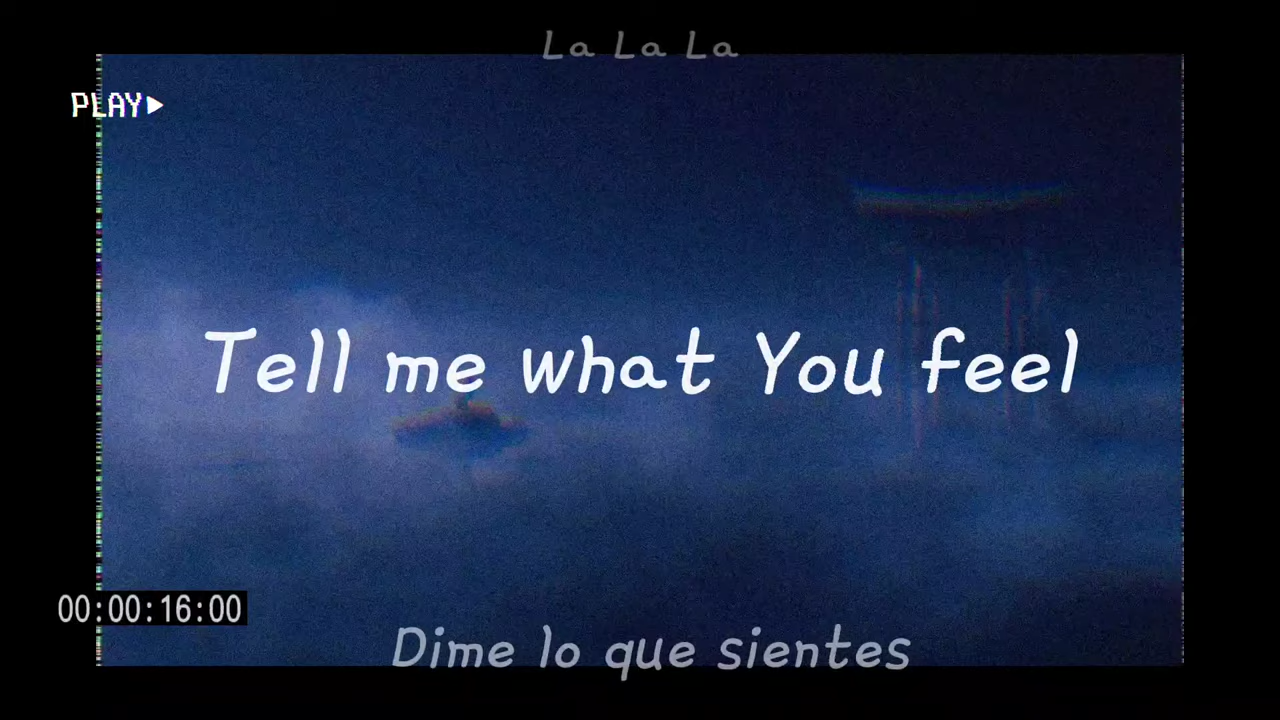 La La La
PLAY
Tell me what You feel
00:00:16:00
Dime lo que sientes